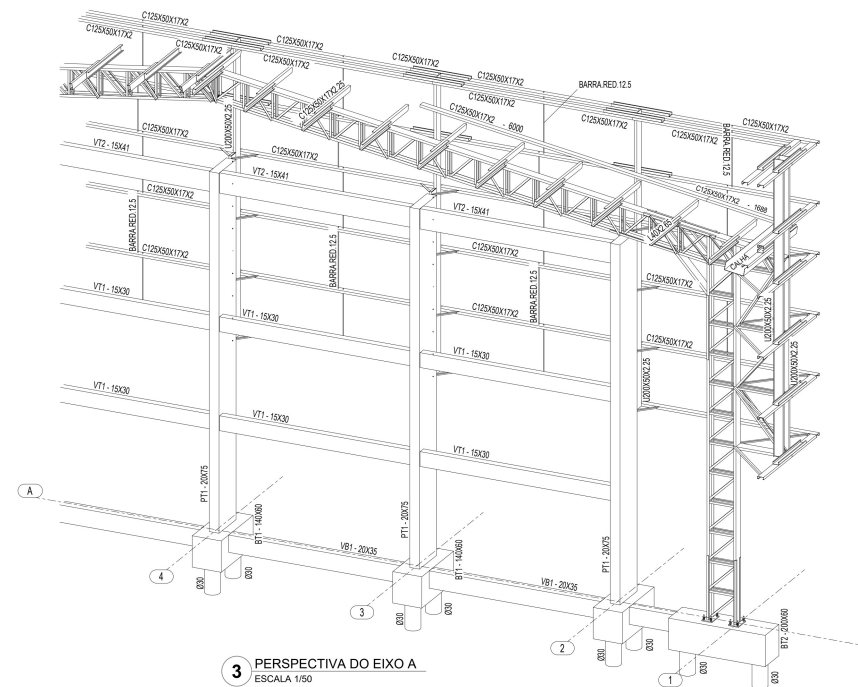 C125X50X17X2
C125X50X17X2
C125X50X17X2
C125X50X17X2
C125X50X17X2
C125X50X17X2
C125X50X17X2
BARRA.RED.12.5
C125X50X17X2
C125X50X17X2
C125X50X17X2
C125X50X17X2.25
C125X50X17X2
- 6000
U200X50X2.25
BARRA.RED.12.5
C125X50X17X2
C125X50X17X2
VT2 - 15X41
VT2 - 15X41
VT2 - 15X41
C125X50X17X2
- 1688
C125X50X17X2
BARRA.RED.12.5
BARRA.RED.12.5
BARRA.RED.12.5
L40X2.65
CALHA
C125X50X17X2
C125X50X17X2
C125X50X17X2
C125X50X17X2
C125X50X17X2
U200X50X2.25
U200X50X2.25
U200X50X2.25
VT1 - 15X30
VT1 - 15X30
VT1 - 15X30
VT1 - 15X30
VT1 - 15X30
VT1 - 15X30
A
PT1 - 20X75
PT1 - 20X75
PT1 - 20X75
BT1 - 140X60
BT1 - 140X60
BT2 - 200X60
VB1 - 20X35
VB1 - 20X35
4
3
2
1
Ø30
Ø30
Ø30
Ø30
Ø30
Ø30
Ø30
Ø30
3 PERSPECTIVA DO EIXO A
ESCALA 1/50